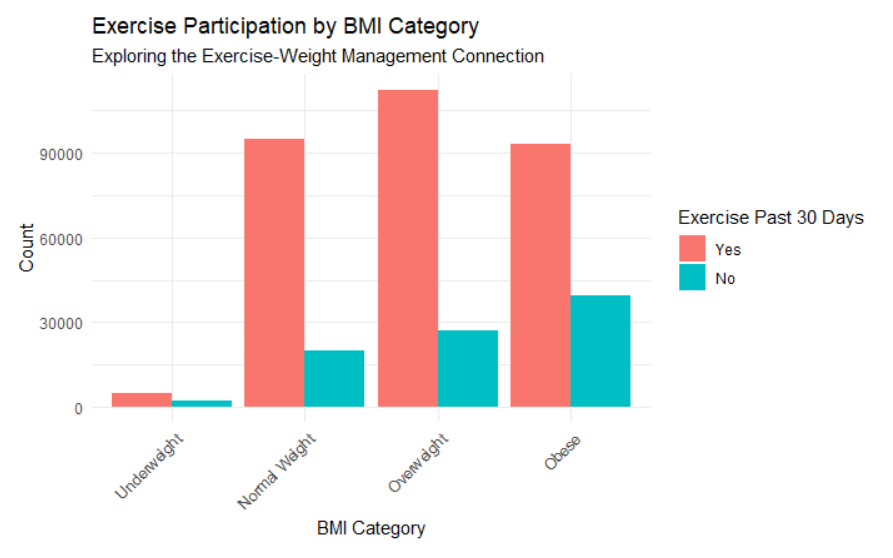 Exercise Participation by BMI Category
Exploring the Exercise-Weight Management Connection
90000
60000
30000
0
Count
Underweight
Normal Weight
Overweight
Obese
BMI Category
Exercise Past 30 Days
Yes
No